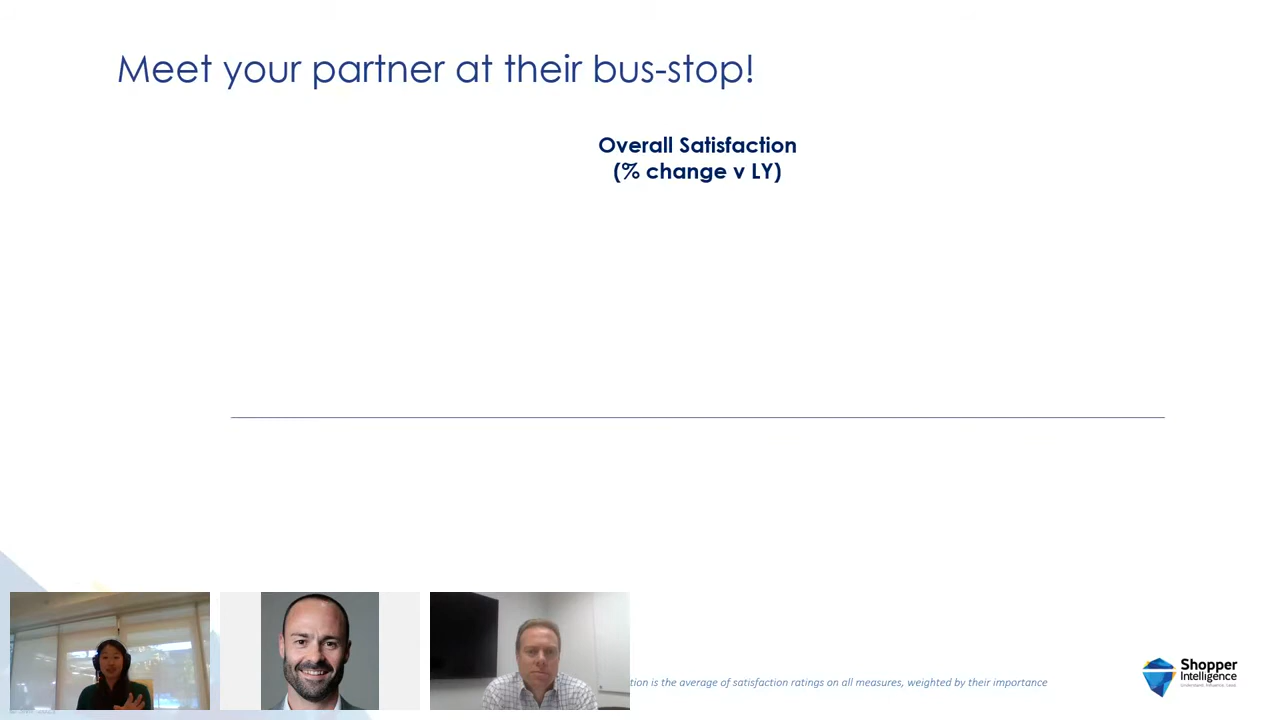 Meet your partner at their bus-stop!
Overall Satisfaction
(% change v LY)
is the average of satisfaction ratings on all measures, weighted by their importance
Shopper
Intelligence